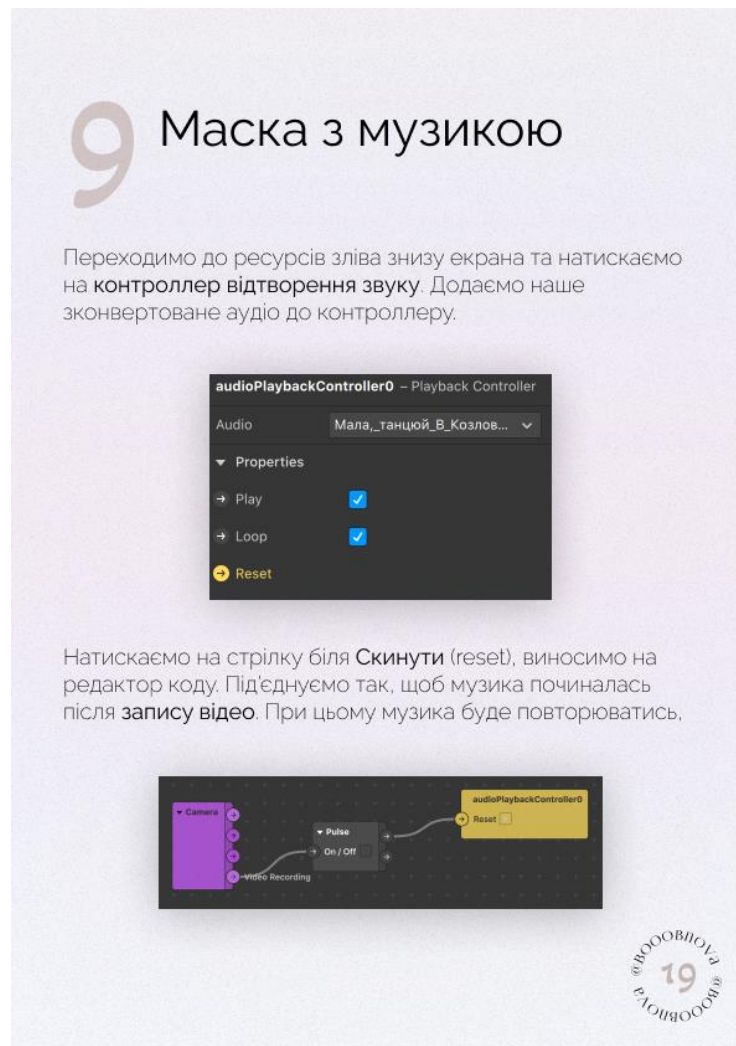 9
Маска з музикою
Переходимо до ресурсів зліва знизу екрана та натискаємо
на контроллер відтворення звуку. Додаємо наше
зконвертоване аудіо до контроллеру.
audioPlaybackController0 – Playback Controller
Audio Мала,_танцюй_В_Козлов...
Properties
Play
Loop
Reset
Натискаємо на стрілку біля Скинути (reset), виносимо на
редактор коду. Під'єднуємо так, щоб музика починалась
після запису відео. При цьому музика буде повторюватись,
audioPlaybackController0
Camera
Reset
Pulse
On / Off
Video Recording
@BOOOBNOVA @BOOOBNOVA
19